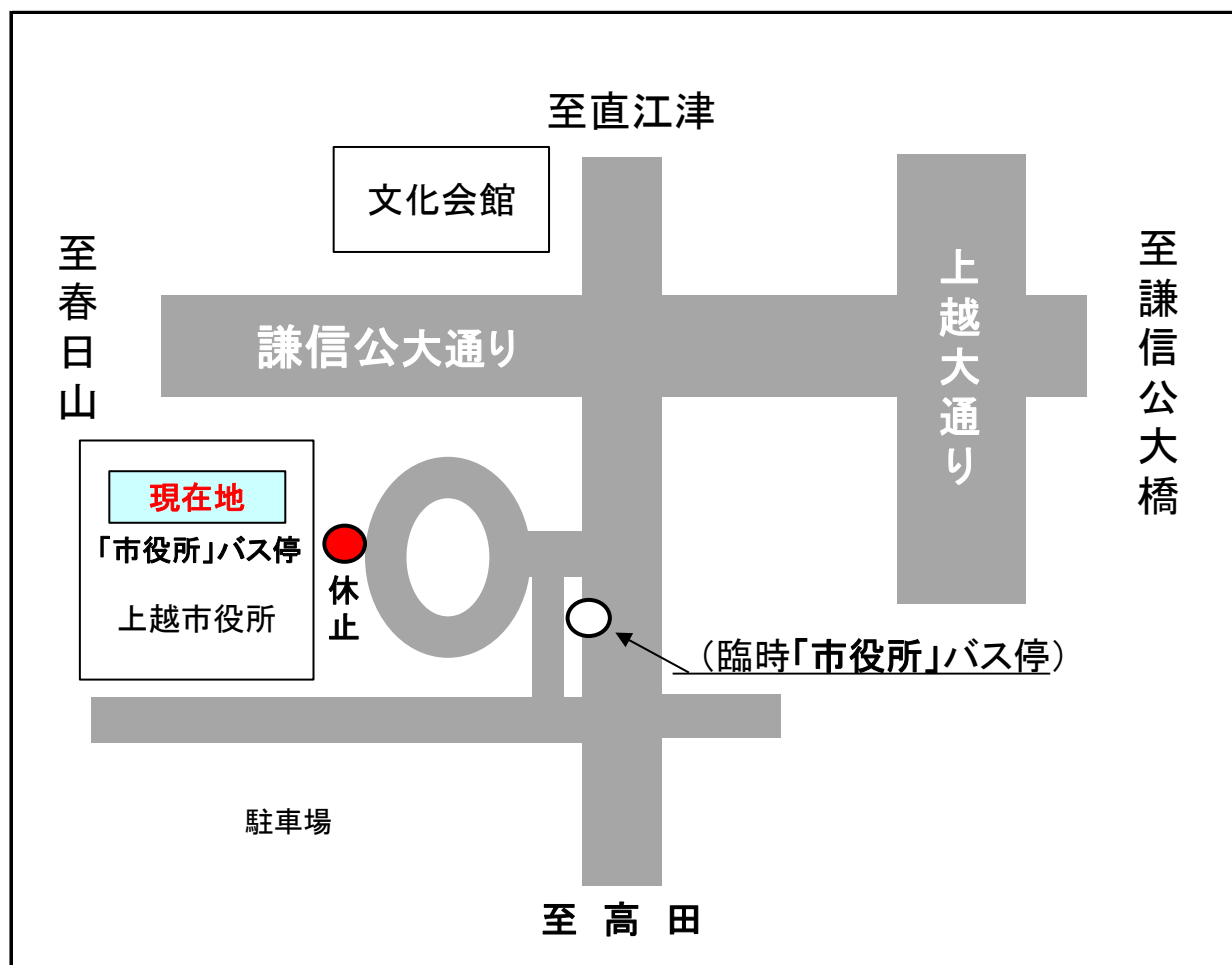 至直江津
文化会館
至春日山
謙信公大通り
上越大通り
至謙信公大橋
現在地
「市役所」バス停
上越市役所
休止
（臨時「市役所」バス停）
駐車場
至 高 田